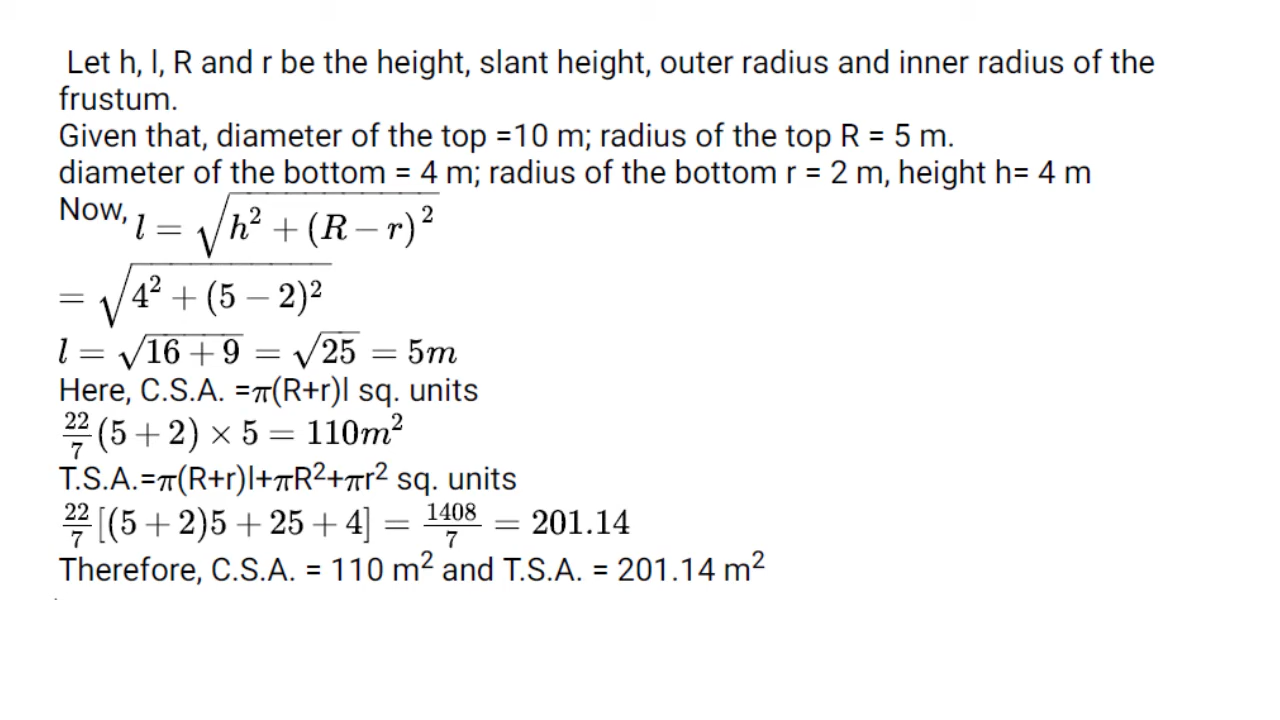 Let h, l, R and r be the height, slant height, outer radius and inner radius of the
frustum.
Given that, diameter of the top =10 m; radius of the top R = 5 m.
diameter of the bottom = 4 m; radius of the bottom r = 2 m, height h= 4 m
Now, l = √(h² + (R − r)²)
= √(4² + (5 − 2)²)
l = √(16 + 9) = √25 = 5m
Here, C.S.A. =π(R+r)l sq. units
22/7 (5 + 2) × 5 = 110m²
T.S.A.=π(R+r)l+πR²+πr² sq. units
22/7 [(5 + 2)5 + 25 + 4] = 1408/7 = 201.14
Therefore, C.S.A. = 110 m² and T.S.A. = 201.14 m²